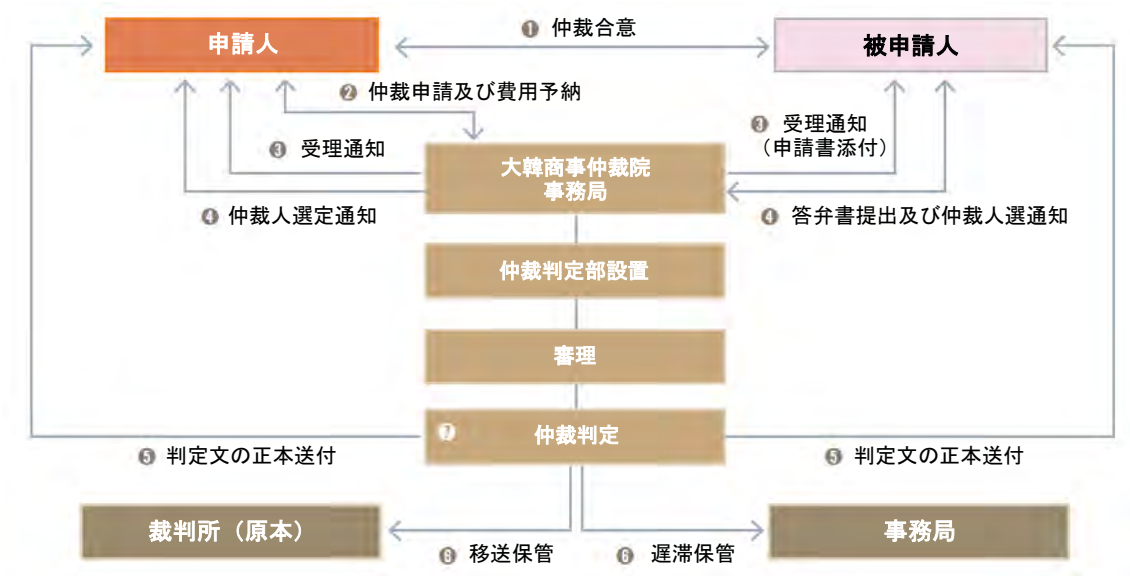 申請人
❶ 仲裁合意
被申請人
❷ 仲裁申請及び費用予納
❸ 受理通知
❸ 受理通知
（申請書添付）
大韓商事仲裁院
事務局
❹ 仲裁人選定通知
❹ 答弁書提出及び仲裁人選通知
仲裁判定部設置
審理
❼ 仲裁判定
❺ 判定文の正本送付
❺ 判定文の正本送付
裁判所（原本）
事務局
❻ 移送保管
❻ 遅滞保管